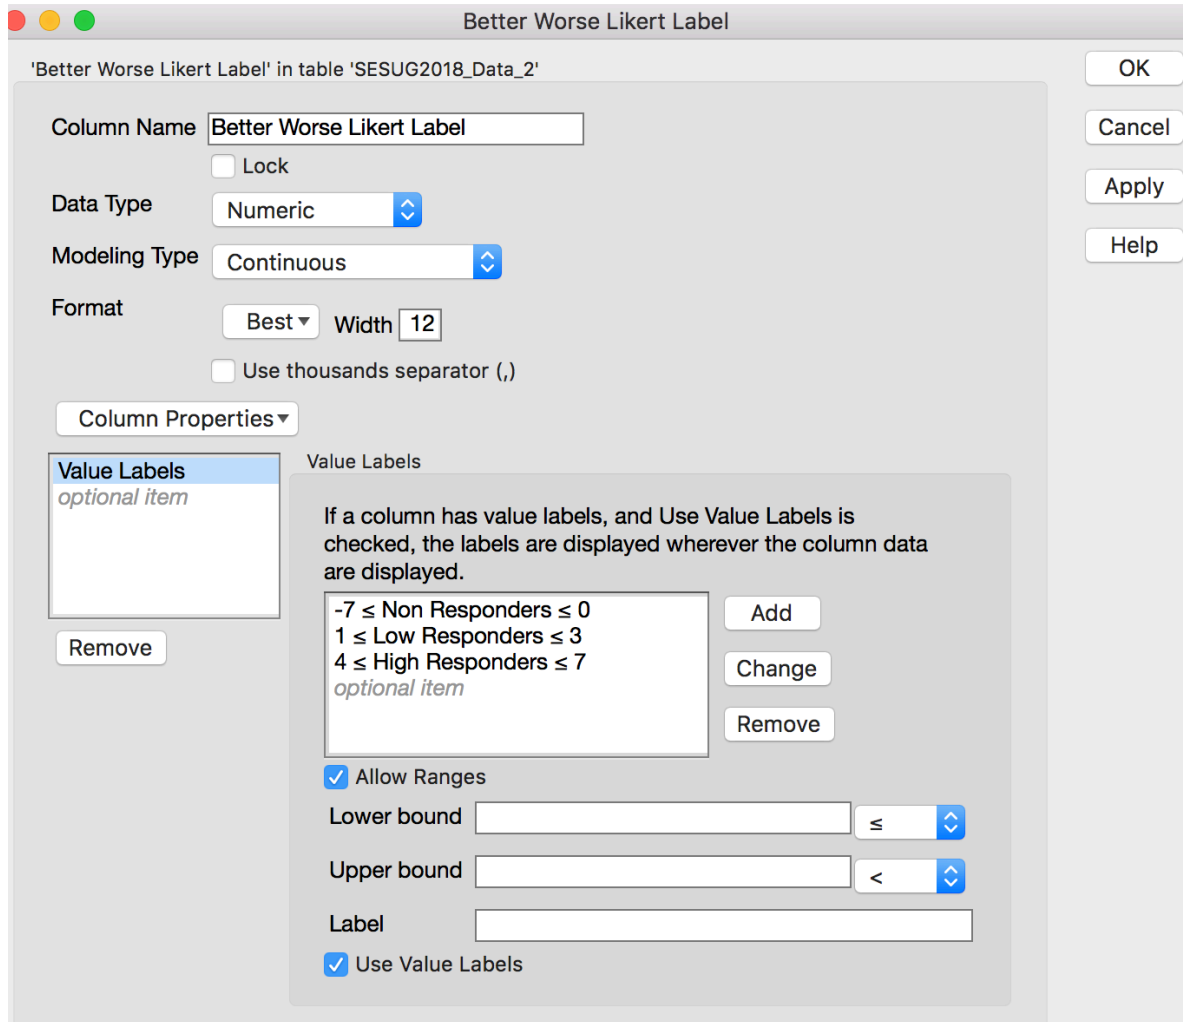 Better Worse Likert Label
'Better Worse Likert Label' in table 'SESUG2018_Data_2'
OK
Column Name Better Worse Likert Label
Cancel
Lock
Data Type Numeric
Apply
Modeling Type Continuous
Help
Format Best Width 12
Use thousands separator (,)
Column Properties
Value Labels
optional item
Remove
Value Labels
If a column has value labels, and Use Value Labels is
checked, the labels are displayed wherever the column data
are displayed.
-7 ≤ Non Responders ≤ 0
1 ≤ Low Responders ≤ 3
4 ≤ High Responders ≤ 7
optional item
Add
Change
Remove
Allow Ranges
Lower bound ≤
Upper bound <
Label
Use Value Labels